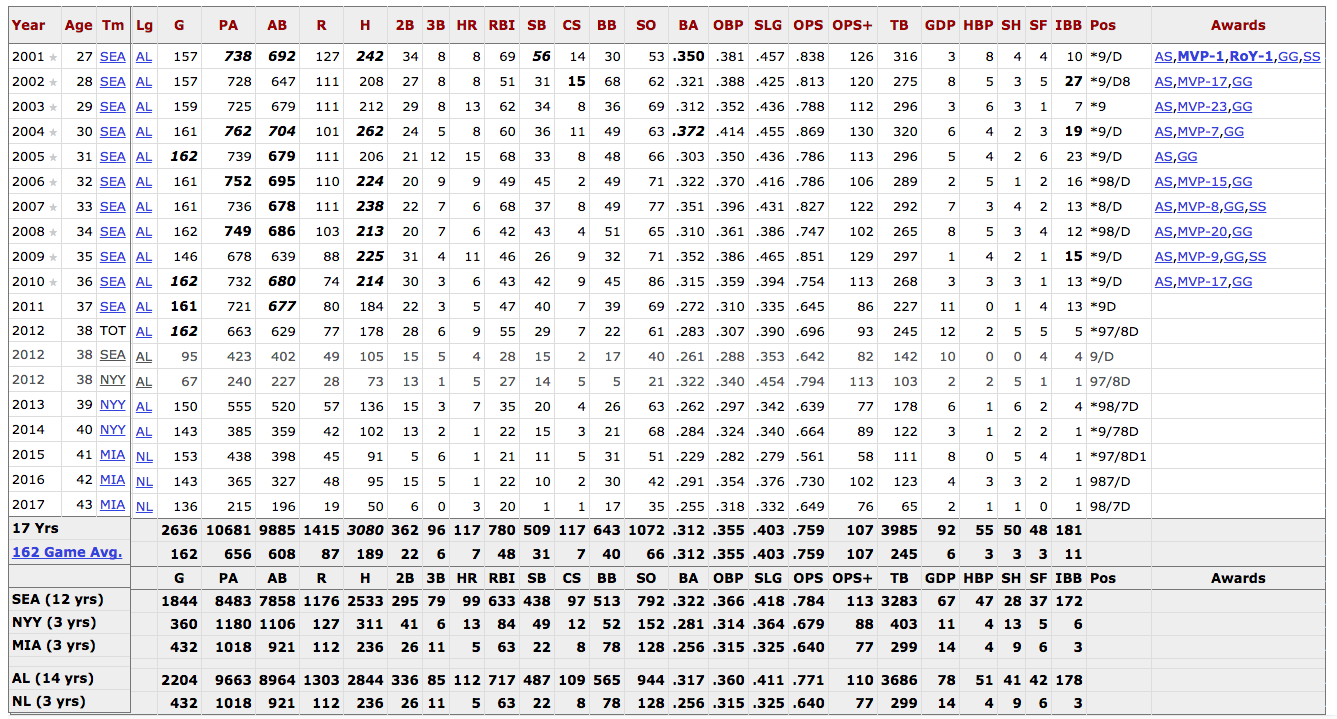 Year Age Tm Lg G PA AB R H 2B 3B HR RBI SB CS BB SO BA OBP SLG OPS OPS+ TB GDP HBP SH SF IBB Pos Awards
2001 ★ 27 SEA AL 157 738 692 127 242 34 8 8 69 56 14 30 53 .350 .381 .457 .838 126 316 3 8 4 4 10 *9/D AS,MVP-1,RoY-1,GG,SS
2002 ★ 28 SEA AL 157 728 647 111 208 27 8 8 51 31 15 68 62 .321 .388 .425 .813 120 275 8 5 3 5 27 *9/D8 AS,MVP-17,GG
2003 ★ 29 SEA AL 159 725 679 111 212 29 8 13 62 34 8 36 69 .312 .352 .436 .788 112 296 3 6 3 1 7 *9 AS,MVP-23,GG
2004 ★ 30 SEA AL 161 762 704 101 262 24 5 8 60 36 11 49 63 .372 .414 .455 .869 130 320 6 4 2 3 19 *9/D AS,MVP-7,GG
2005 ★ 31 SEA AL 162 739 679 111 206 21 12 15 68 33 8 48 66 .303 .350 .436 .786 113 296 5 4 2 6 23 *9/D AS,GG
2006 ★ 32 SEA AL 161 752 695 110 224 20 9 9 49 45 2 49 71 .322 .370 .416 .786 106 289 2 5 1 2 16 *98/D AS,MVP-15,GG
2007 ★ 33 SEA AL 161 736 678 111 238 22 7 6 68 37 8 49 77 .351 .396 .431 .827 122 292 7 3 4 2 13 *8/D AS,MVP-8,GG,SS
2008 ★ 34 SEA AL 162 749 686 103 213 20 7 6 42 43 4 51 65 .310 .361 .386 .747 102 265 8 5 3 4 12 *98/D AS,MVP-20,GG
2009 ★ 35 SEA AL 146 678 639 88 225 31 4 11 46 26 9 32 71 .352 .386 .465 .851 129 297 1 4 2 1 15 *9/D AS,MVP-9,GG,SS
2010 ★ 36 SEA AL 162 732 680 74 214 30 3 6 43 42 9 45 86 .315 .359 .394 .754 113 268 3 3 3 1 13 *9/D AS,MVP-17,GG
2011 37 SEA AL 161 721 677 80 184 22 3 5 47 40 7 39 69 .272 .310 .335 .645 86 227 11 0 1 4 13 *9D
2012 38 TOT AL 162 663 629 77 178 28 6 9 55 29 7 22 61 .283 .307 .390 .696 93 245 12 2 5 5 5 *97/8D
2012 38 SEA AL 95 423 402 49 105 15 5 4 28 15 2 17 40 .261 .288 .353 .642 82 142 10 0 0 4 4 9/D
2012 38 NYY AL 67 240 227 28 73 13 1 5 27 14 5 5 21 .322 .340 .454 .794 113 103 2 2 5 1 1 97/8D
2013 39 NYY AL 150 555 520 57 136 15 3 7 35 20 4 26 63 .262 .297 .342 .639 77 178 6 1 6 2 4 *98/7D
2014 40 NYY AL 143 385 359 42 102 13 2 1 22 15 3 21 68 .284 .324 .340 .664 89 122 3 1 2 2 1 *9/78D
2015 41 MIA NL 153 438 398 45 91 5 6 1 21 11 5 31 51 .229 .282 .279 .561 58 111 8 0 5 4 1 *97/8D1
2016 42 MIA NL 143 365 327 48 95 15 5 1 22 10 2 30 42 .291 .354 .376 .730 102 123 4 3 3 2 1 987/D
2017 43 MIA NL 136 215 196 19 50 6 0 3 20 1 1 17 35 .255 .318 .332 .649 76 65 2 1 1 0 1 98/7D
17 Yrs 2636 10681 9885 1415 3080 362 96 117 780 509 117 643 1072 .312 .355 .403 .759 107 3985 92 55 50 48 181
162 Game Avg. 162 656 608 87 189 22 6 7 48 31 7 40 66 .312 .355 .403 .759 107 245 6 3 3 3 11
G PA AB R H 2B 3B HR RBI SB CS BB SO BA OBP SLG OPS OPS+ TB GDP HBP SH SF IBB Pos Awards
SEA (12 yrs) 1844 8483 7858 1176 2533 295 79 99 633 438 97 513 792 .322 .366 .418 .784 113 3283 67 47 28 37 172
NYY (3 yrs) 360 1180 1106 127 311 41 6 13 84 49 12 52 152 .281 .314 .364 .679 88 403 11 4 13 5 6
MIA (3 yrs) 432 1018 921 112 236 26 11 5 63 22 8 78 128 .256 .315 .325 .640 77 299 14 4 9 6 3
AL (14 yrs) 2204 9663 8964 1303 2844 336 85 112 717 487 109 565 944 .317 .360 .411 .771 110 3686 78 51 41 42 178
NL (3 yrs) 432 1018 921 112 236 26 11 5 63 22 8 78 128 .256 .315 .325 .640 77 299 14 4 9 6 3